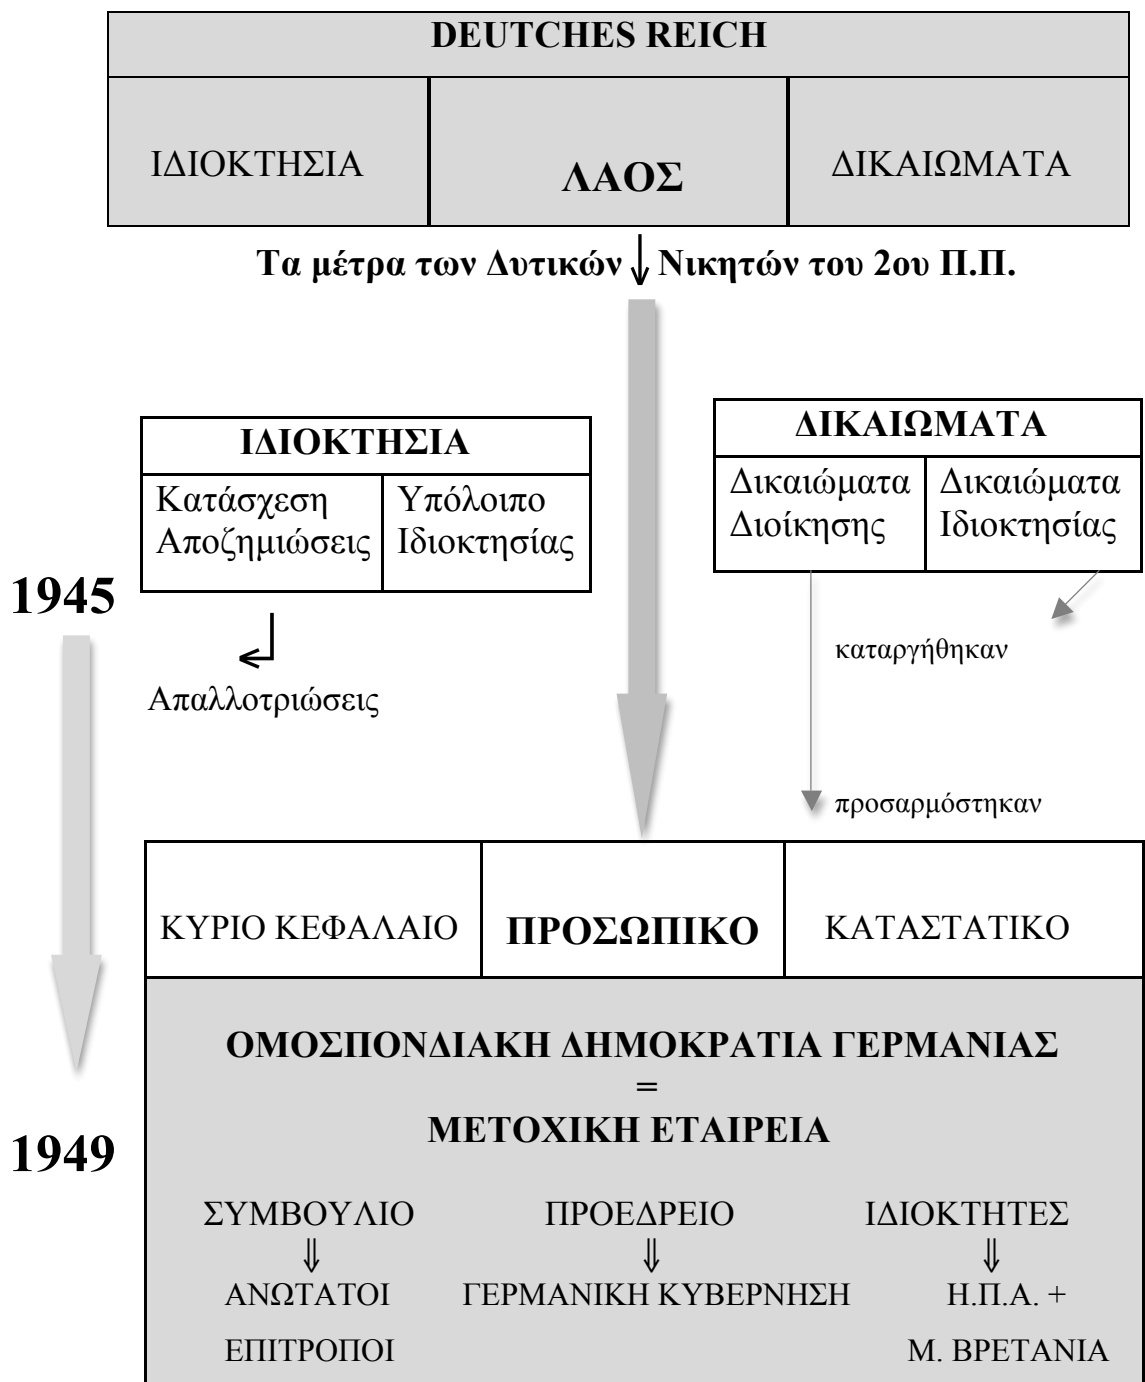 DEUTCHES REICH
ΙΔΙΟΚΤΗΣΙΑ
ΛΑΟΣ
ΔΙΚΑΙΩΜΑΤΑ
Τα μέτρα των Δυτικών Νικητών του 2ου Π.Π.
ΙΔΙΟΚΤΗΣΙΑ
Κατάσχεση
Αποζημιώσεις
Υπόλοιπο
Ιδιοκτησίας
ΔΙΚΑΙΩΜΑΤΑ
Δικαιώματα
Διοίκησης
Δικαιώματα
Ιδιοκτησίας
1945
Απαλλοτριώσεις
καταργήθηκαν
προσαρμόστηκαν
ΚΥΡΙΟ ΚΕΦΑΛΑΙΟ
ΠΡΟΣΩΠΙΚΟ
ΚΑΤΑΣΤΑΤΙΚΟ
ΟΜΟΣΠΟΝΔΙΑΚΗ ΔΗΜΟΚΡΑΤΙΑ ΓΕΡΜΑΝΙΑΣ
=
ΜΕΤΟΧΙΚΗ ΕΤΑΙΡΕΙΑ
1949
ΣΥΜΒΟΥΛΙΟ
ΑΝΩΤΑΤΟΙ
ΕΠΙΤΡΟΠΟΙ
ΠΡΟΕΔΡΕΙΟ
ΓΕΡΜΑΝΙΚΗ ΚΥΒΕΡΝΗΣΗ
ΙΔΙΟΚΤΗΤΕΣ
Η.Π.Α. +
Μ. ΒΡΕΤΑΝΙΑ